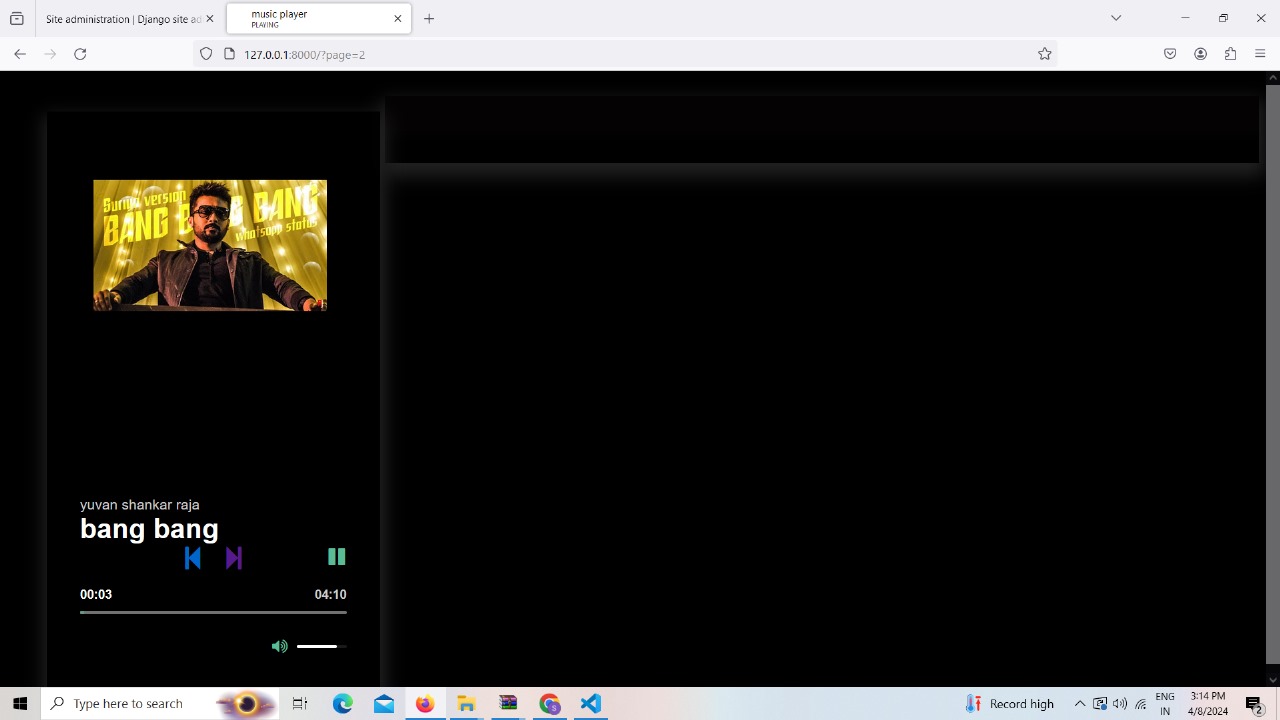 Site administration | Django site ad
music player
PLAYING
127.0.0.1:8000/?page=2
Suriya version
BANG BANG BANG
Whatsapp status
yuvan shankar raja
bang bang
00:03
04:10
Type here to search
Record high
ENG
IN
3:18 PM
4/8/2024
2